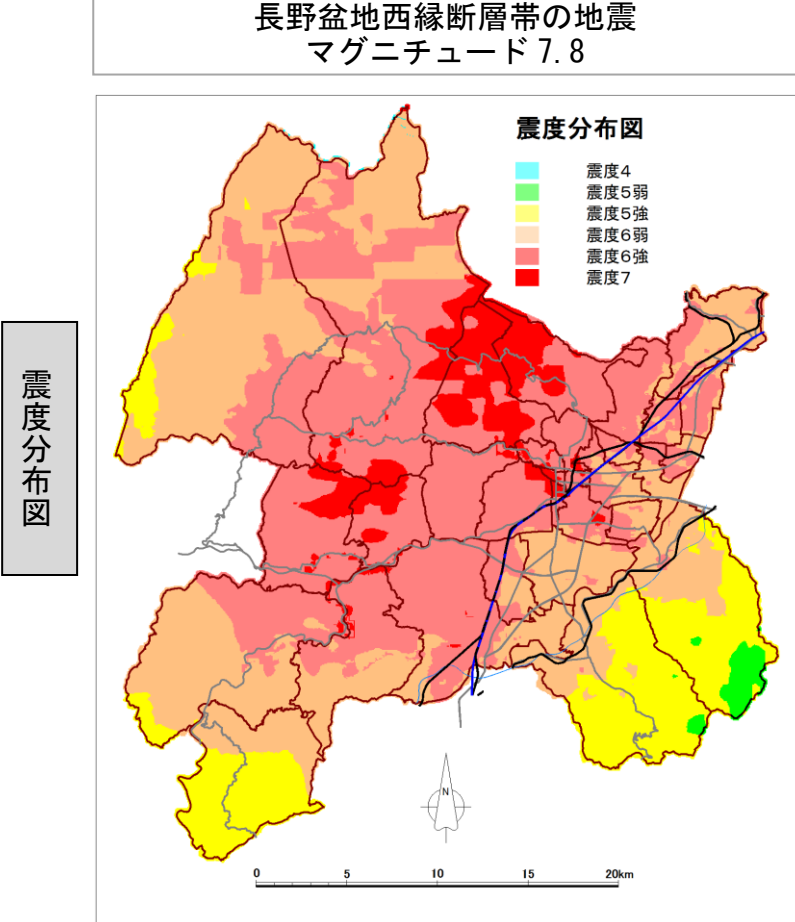 長野盆地西縁断層帯の地震
マグニチュード7.8
震度分布図
震度分布図
震度4
震度5弱
震度5強
震度6弱
震度6強
震度7
N
0 5 10 15 20km